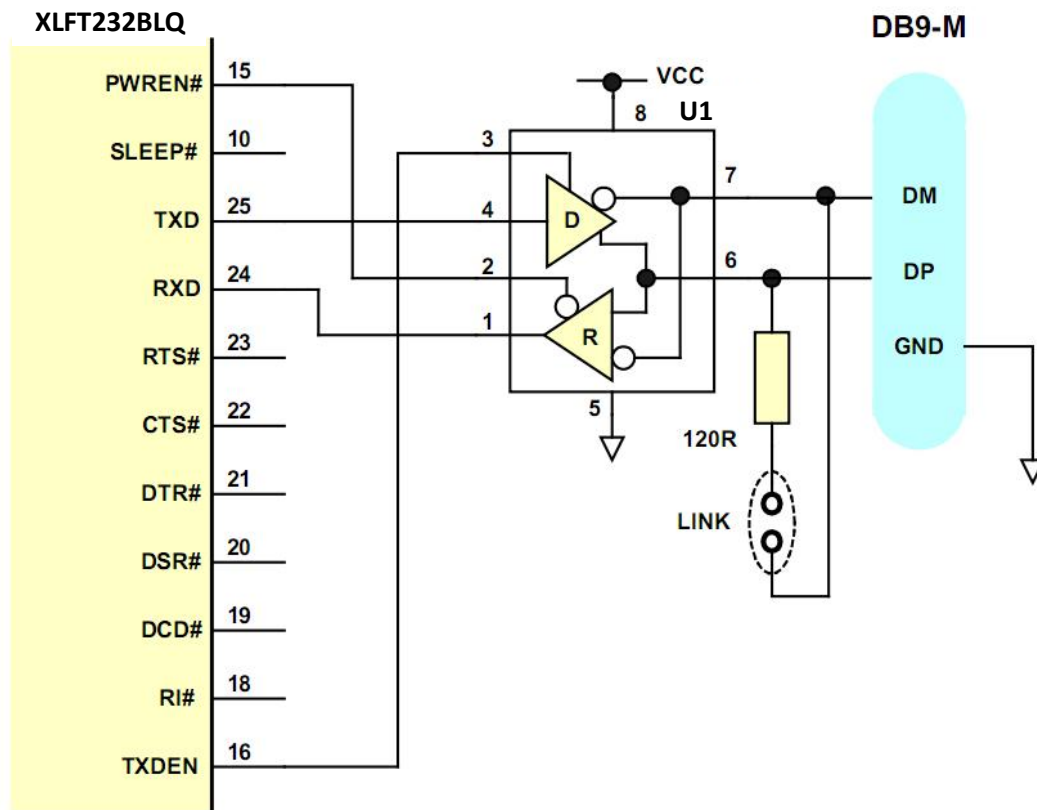 XLFT232BLQ
DB9-M
PWREN#
15
SLEEP#
10
TXD
25
RXD
24
RTS#
23
CTS#
22
DTR#
21
DSR#
20
DCD#
19
RI#
18
TXDEN
16
VCC
8
U1
3
4
2
1
5
7
6
D
R
DM
DP
GND
120R
LINK